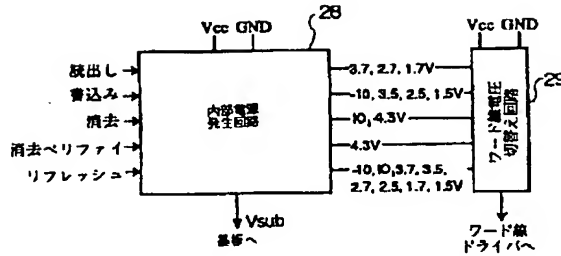 Vcc GND
28
Vcc GND
読出し
3.7, 2.7, 1.7V
29
書込み
-10, 3.5, 2.5, 1.5V
内部電源
発生回路
消去
10, 4.3V
ワード線電圧
切替え回路
消去ベリファイ
4.3V
リフレッシュ
-10, 10, 3.7, 3.5,
2.7, 2.5, 1.7, 1.5V
Vsub
基板へ
ワード線
ドライバへ